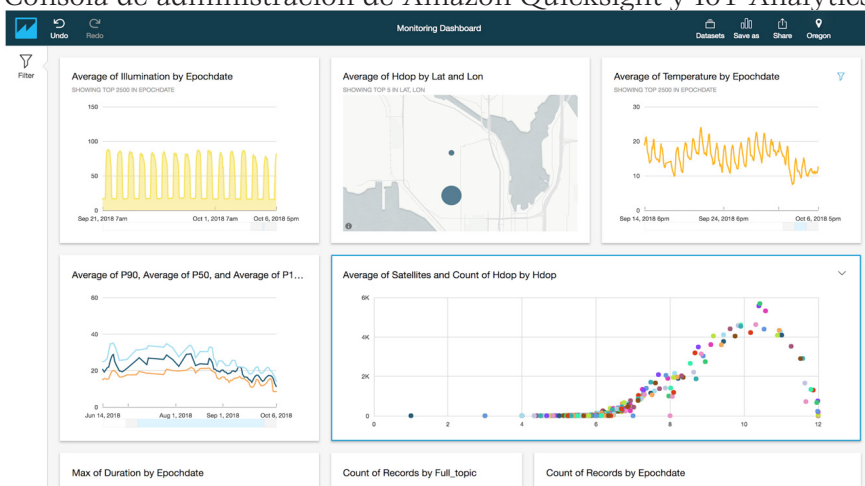 Consola de administración de Amazon Quicksight y IoT Analytics
Undo
Redo
Monitoring Dashboard
Datasets
Save as
Share
Oregon
Filter
Average of Illumination by Epochdate
SHOWING TOP 2500 IN EPOCHDATE
150
100
50
0
Sep 21, 2018 7am
Oct 1, 2018 7am
Oct 6, 2018 5pm
Average of Hdop by Lat and Lon
SHOWING TOP 5 IN LAT, LON
Average of Temperature by Epochdate
SHOWING TOP 2500 IN EPOCHDATE
30
20
10
0
Sep 14, 2018 6pm
Sep 24, 2018 6pm
Oct 6, 2018 5pm
Average of P90, Average of P50, and Average of P1...
60
40
20
0
Jun 14, 2018
Aug 1, 2018
Sep 1, 2018
Oct 6, 2018
Average of Satellites and Count of Hdop by Hdop
6K
4K
2K
0
0 2 4 6 8 10 12
Max of Duration by Epochdate
Count of Records by Full_topic
Count of Records by Epochdate